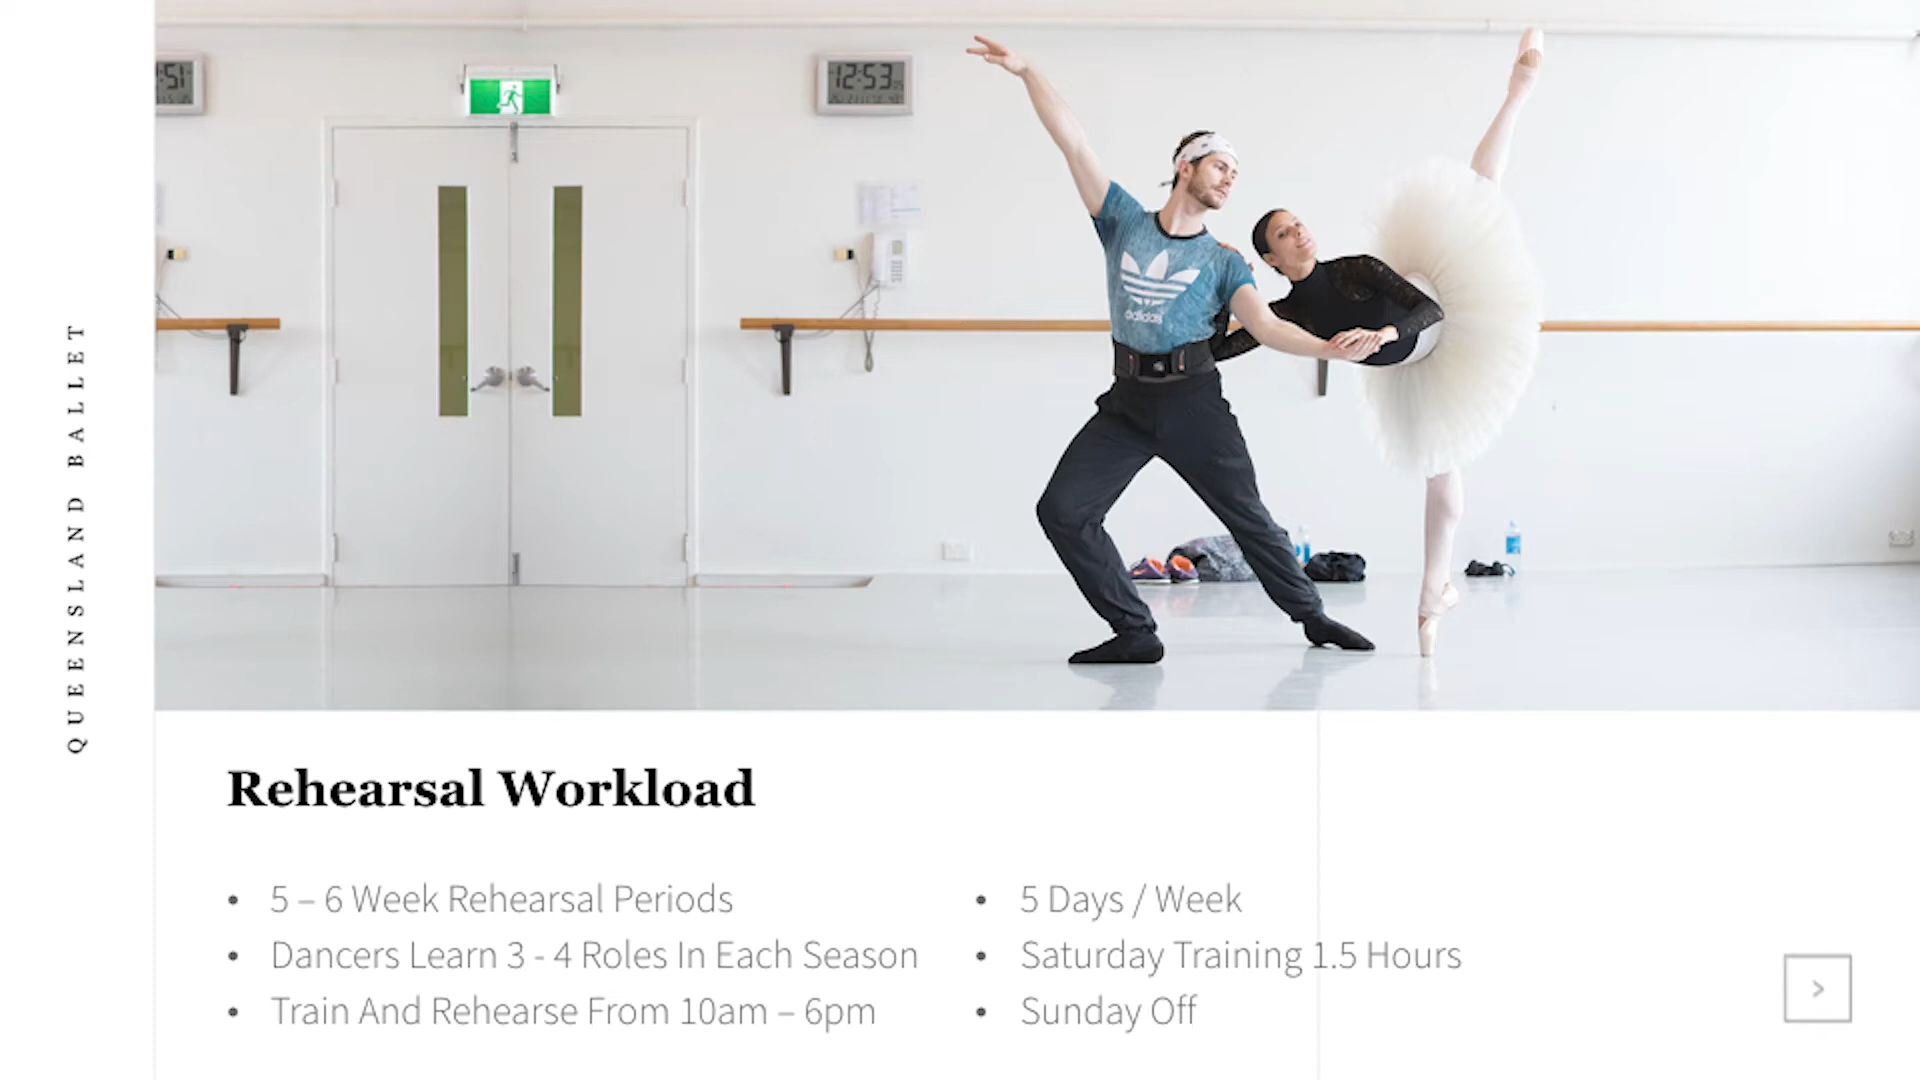 QUEENSLAND BALLET
:51
12:53
adidas
Rehearsal Workload
• 5 – 6 Week Rehearsal Periods
• Dancers Learn 3 - 4 Roles In Each Season
• Train And Rehearse From 10am – 6pm
• 5 Days / Week
• Saturday Training 1.5 Hours
• Sunday Off